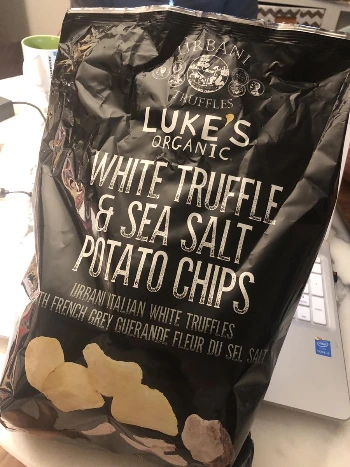 URBANI
TRUFFLES
LUKE'S
ORGANIC
WHITE TRUFFLE
& SEA SALT
POTATO CHIPS
URBANI ITALIAN WHITE TRUFFLES
WITH FRENCH GREY GUERANDE FLEUR DU SEL SALT